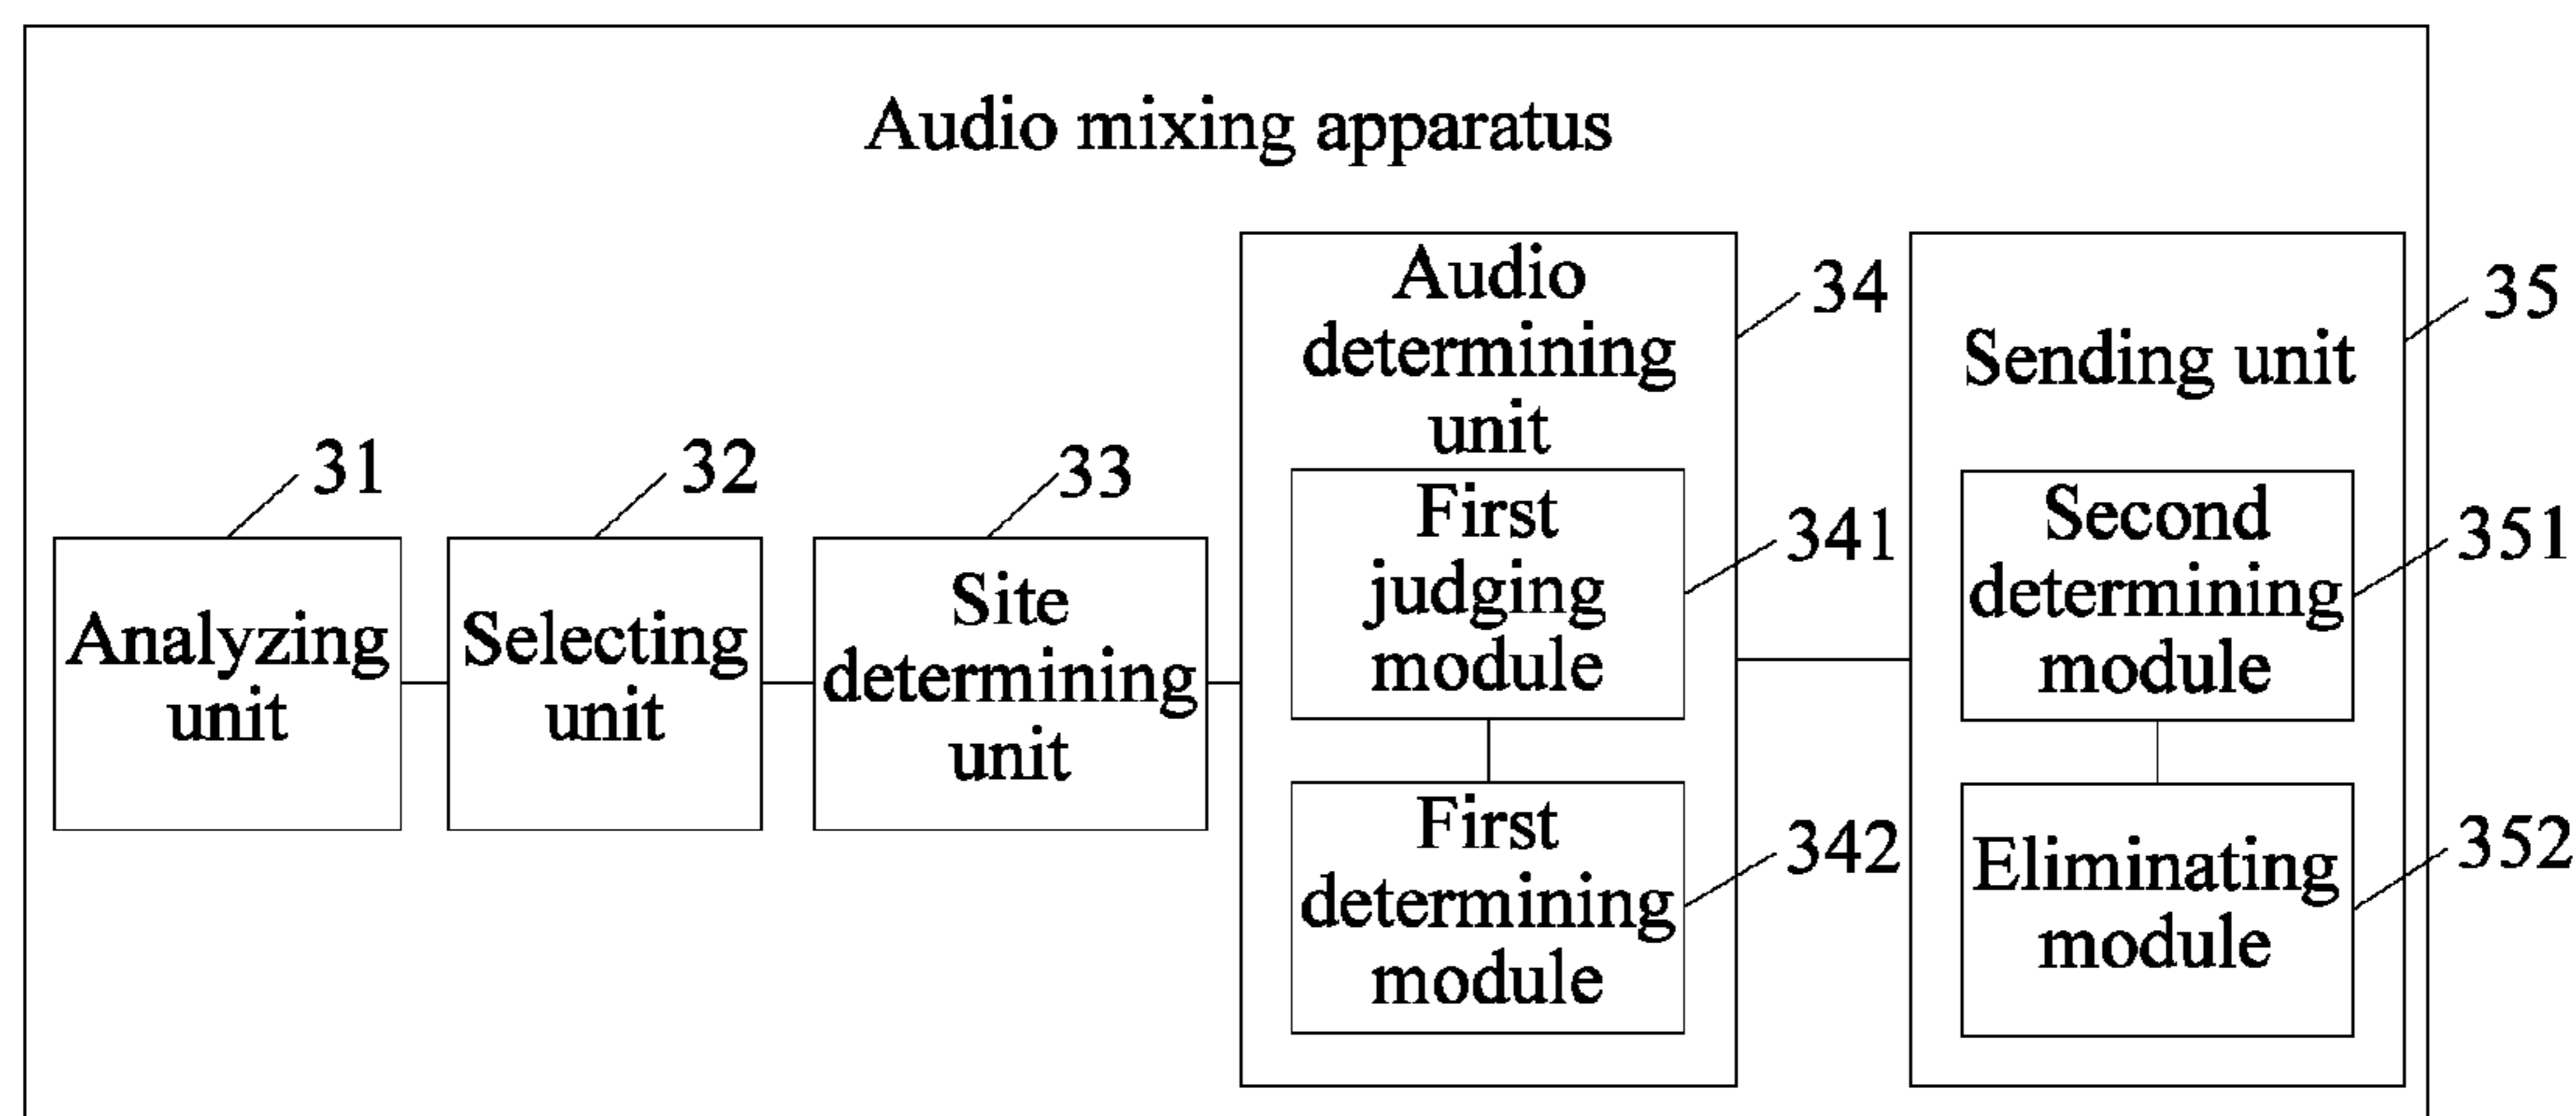 Audio mixing apparatus
31
Analyzing
unit
32
Selecting
unit
33
Site
determining
unit
34
Audio
determining
unit
341
First
judging
module
342
First
determining
module
35
Sending unit
351
Second
determining
module
352
Eliminating
module